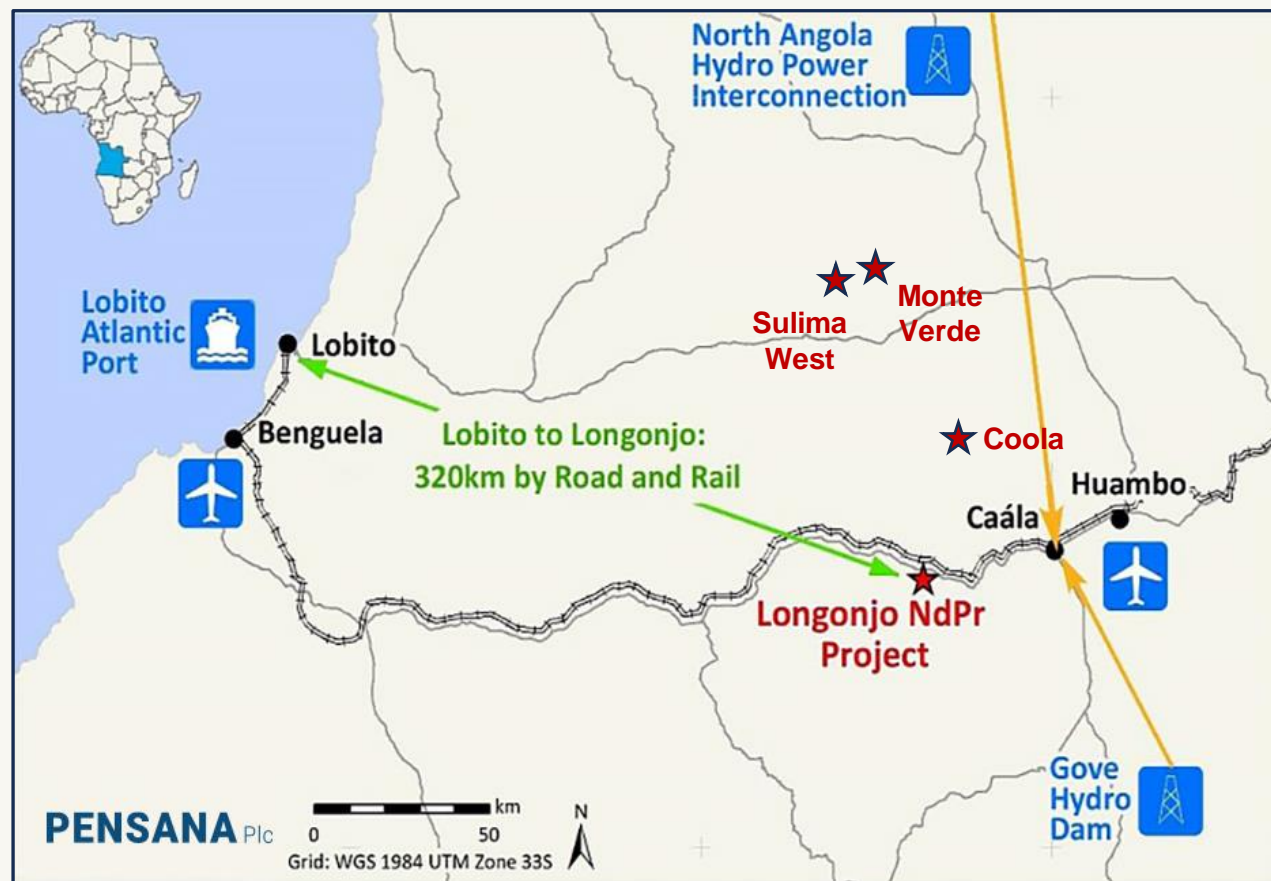 North Angola
Hydro Power
Interconnection
Lobito
Atlantic
Port
Lobito
Sulima
West
Monte
Verde
Benguela
Lobito to Longonjo:
320km by Road and Rail
Coola
Huambo
Caála
Longonjo NdPr
Project
Gove
Hydro
Dam
PENSANA Plc
km
0 50
N
Grid: WGS 1984 UTM Zone 33S